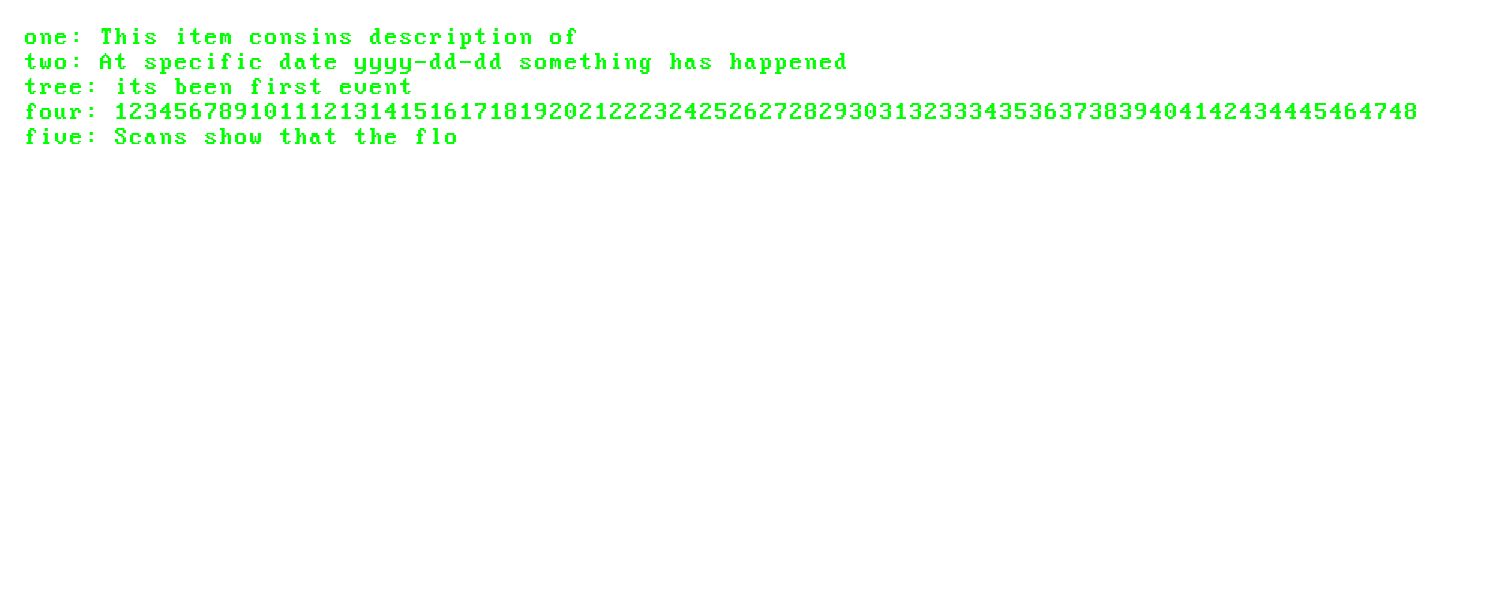 one: This item consins description of
two: At specific date yyyy-dd-dd something has happened
tree: its been first event
four: 123456789101112131415161718192021222324252627282930313233343536373839404142434445464748
five: Scans show that the flo